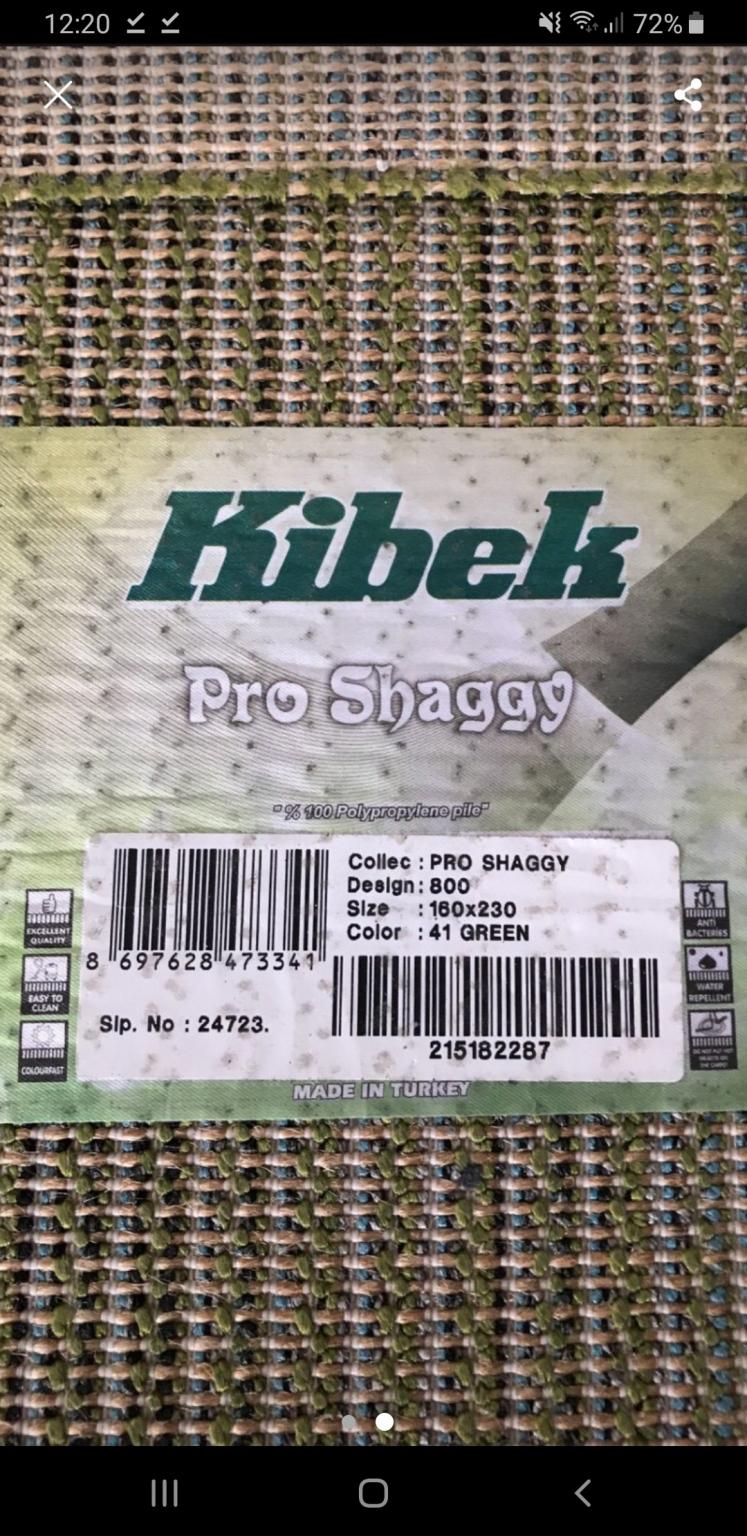 12:20
72%
Kibek
Pro Shaggy
"% 100 Polypropylene pile"
Collec : PRO SHAGGY
Design : 800
Size : 160x230
Color : 41 GREEN
8 697628 473341
Sip. No : 24723.
215182287
EXCELLENT
QUALITY
EASY TO
CLEAN
COLOURFAST
ANTI
BACTERIES
WATER
REPELLENT
MADE IN TURKEY